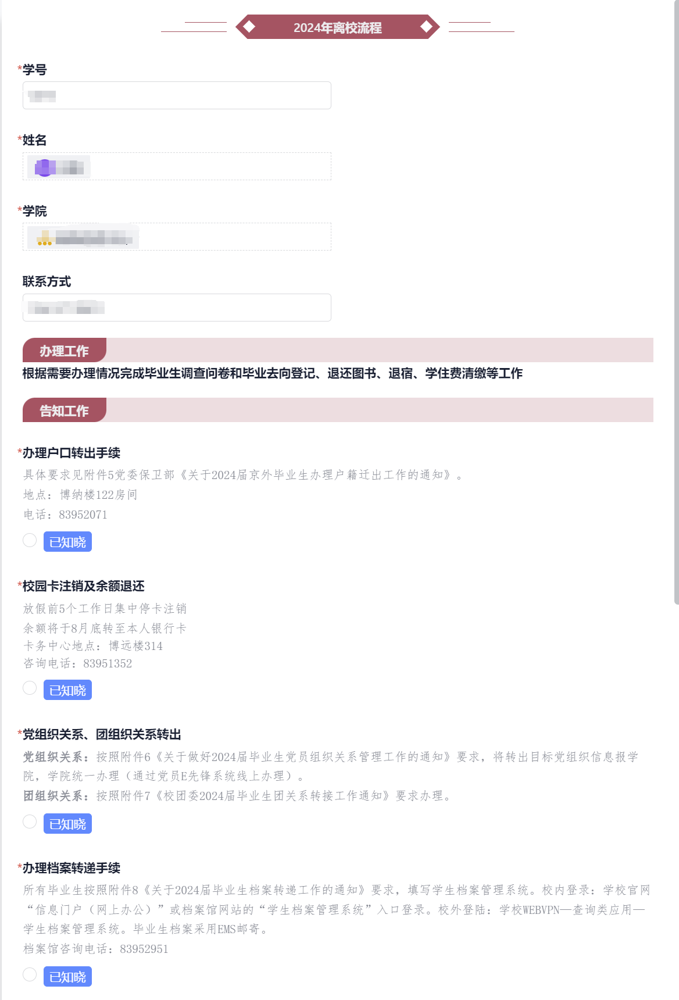 2024年离校流程
*学号
*姓名
*学院
联系方式
办理工作
根据需要办理情况完成毕业生调查问卷和毕业去向登记、退还图书、退宿、学住费清缴等工作
告知工作
*办理户口转出手续
具体要求见附件5党委保卫部《关于2024届京外毕业生办理户籍迁出工作的通知》。
地点：博纳楼122房间
电话：83952071
已知晓
*校园卡注销及余额退还
放假前5个工作日集中停卡注销
余额将于8月底转至本人银行卡
卡务中心地点：博远楼314
咨询电话：83951352
已知晓
*党组织关系、团组织关系转出
党组织关系：按照附件6《关于做好2024届毕业生党员组织关系管理工作的通知》要求，将转出目标党组织信息报学
院，学院统一办理（通过党员E先锋系统线上办理）。
团组织关系：按照附件7《校团委2024届毕业生团关系转接工作通知》要求办理。
已知晓
*办理档案转递手续
所有毕业生按照附件8《关于2024届毕业生档案转递工作的通知》要求，填写学生档案管理系统。校内登录：学校官网
“信息门户（网上办公）”或档案馆网站的“学生档案管理系统”入口登录。校外登陆：学校WEBVPN—查询类应用—
学生档案管理系统。毕业生档案采用EMS邮寄。
档案馆咨询电话：83952951
已知晓